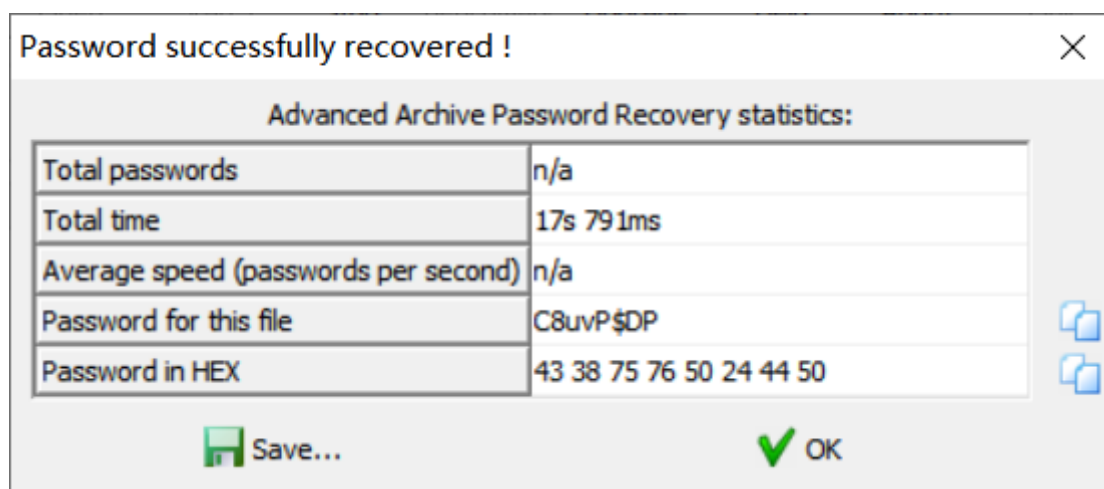 Password successfully recovered !
Advanced Archive Password Recovery statistics:
Total passwords n/a
Total time 17s 791ms
Average speed (passwords per second) n/a
Password for this file C8uvP$DP
Password in HEX 43 38 75 76 50 24 44 50
Save... OK